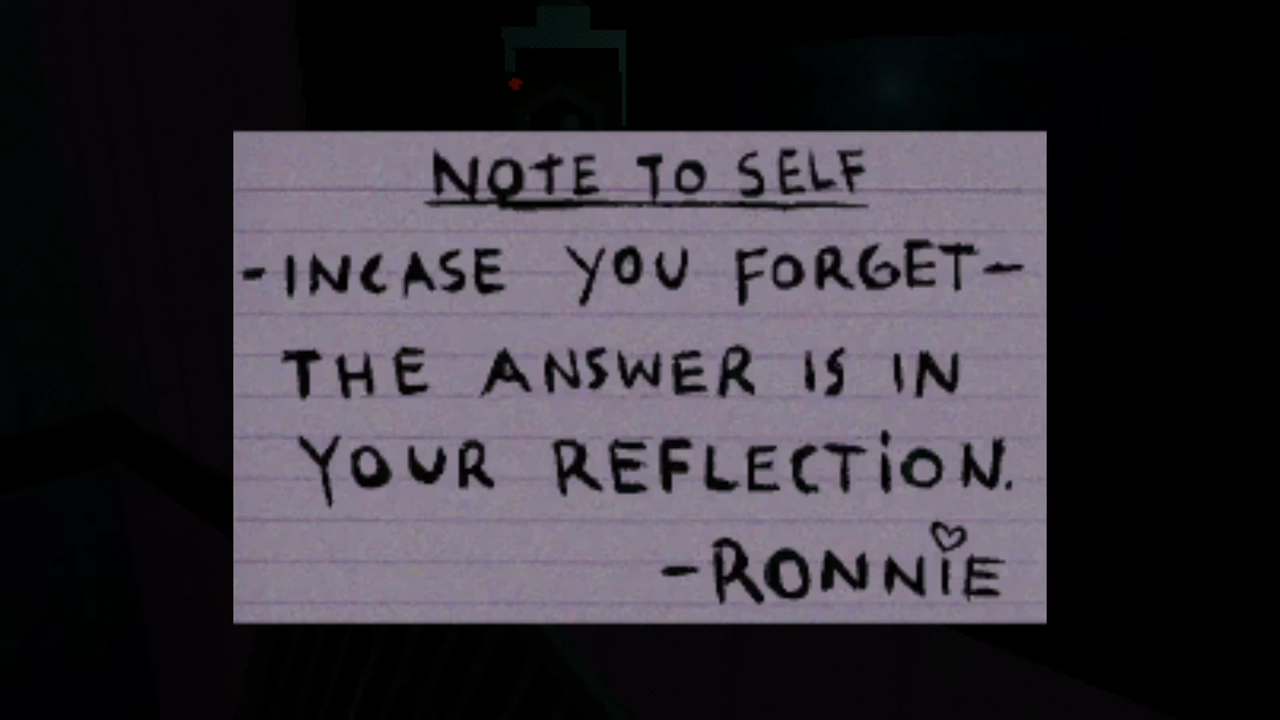 NOTE TO SELF
-INCASE YOU FORGET-
THE ANSWER IS IN
YOUR REFLECTION.
-RONNiE